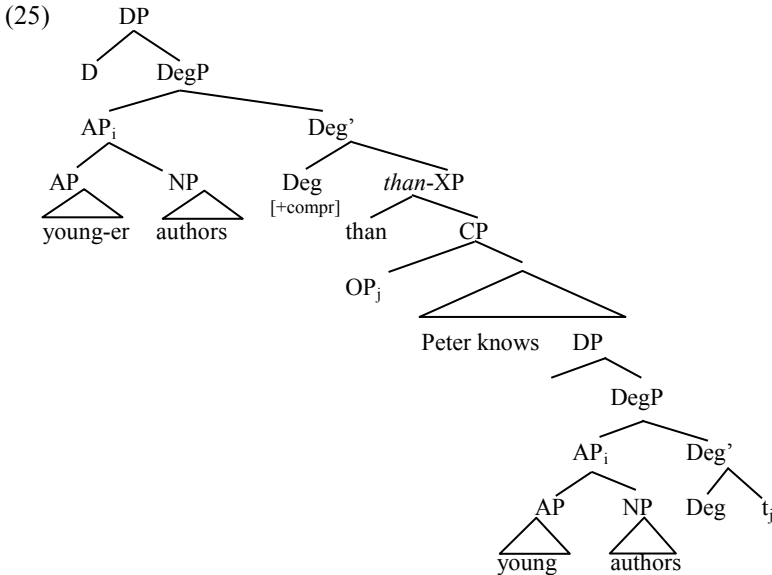 (25)
DP
D DegP
APi Deg’
AP NP Deg than-XP
[+compr]
young-er authors than CP
OPj
Peter knows DP
DegP
APi Deg’
AP NP Deg tj
young authors